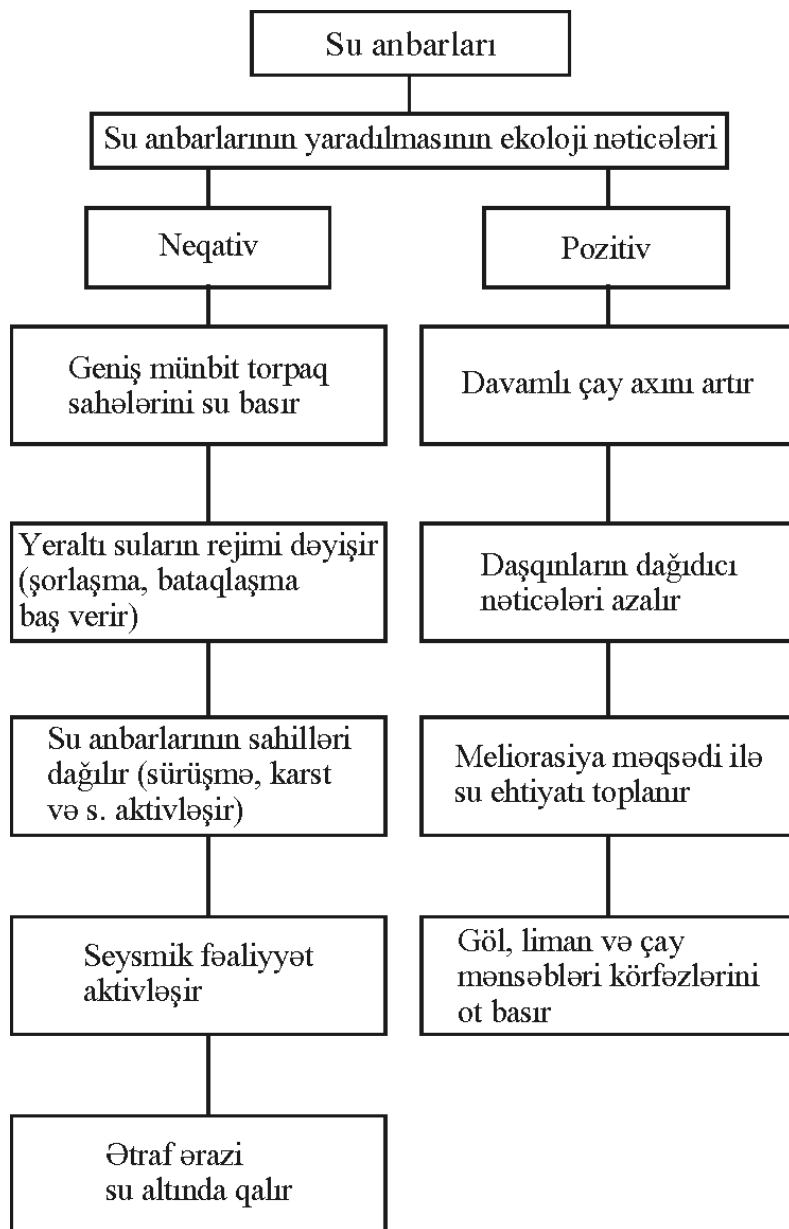 Su anbarları
Su anbarlarının yaradılmasının ekoloji nəticələri
Neqativ
Geniş münbit torpaq
sahələrini su basır
Yeraltı suların rejimi dəyişir
(şorlaşma, bataqlaşma
baş verir)
Su anbarlarının sahilləri
dağılır (sürüşmə, karst
və s. aktivləşir)
Seysmik fəaliyyət
aktivləşir
Ətraf ərazi
su altında qalır
Pozitiv
Davamlı çay axını artır
Daşqınların dağıdıcı
nəticələri azalır
Meliorasiya məqsədi ilə
su ehtiyatı toplanır
Göl, liman və çay
mənsəbləri körfəzlərini
ot basır